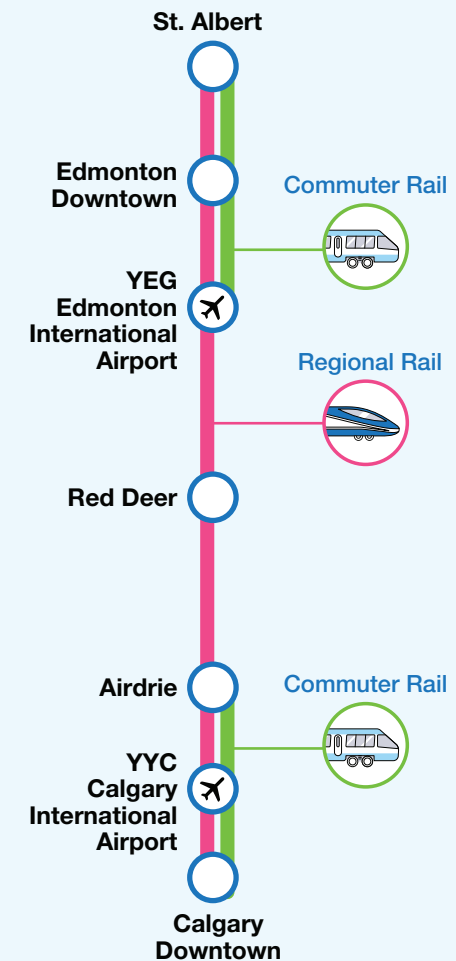 St. Albert
Edmonton
Downtown
Commuter Rail
YEG
Edmonton
International
Airport
Regional Rail
Red Deer
Airdrie
Commuter Rail
YYC
Calgary
International
Airport
Calgary
Downtown